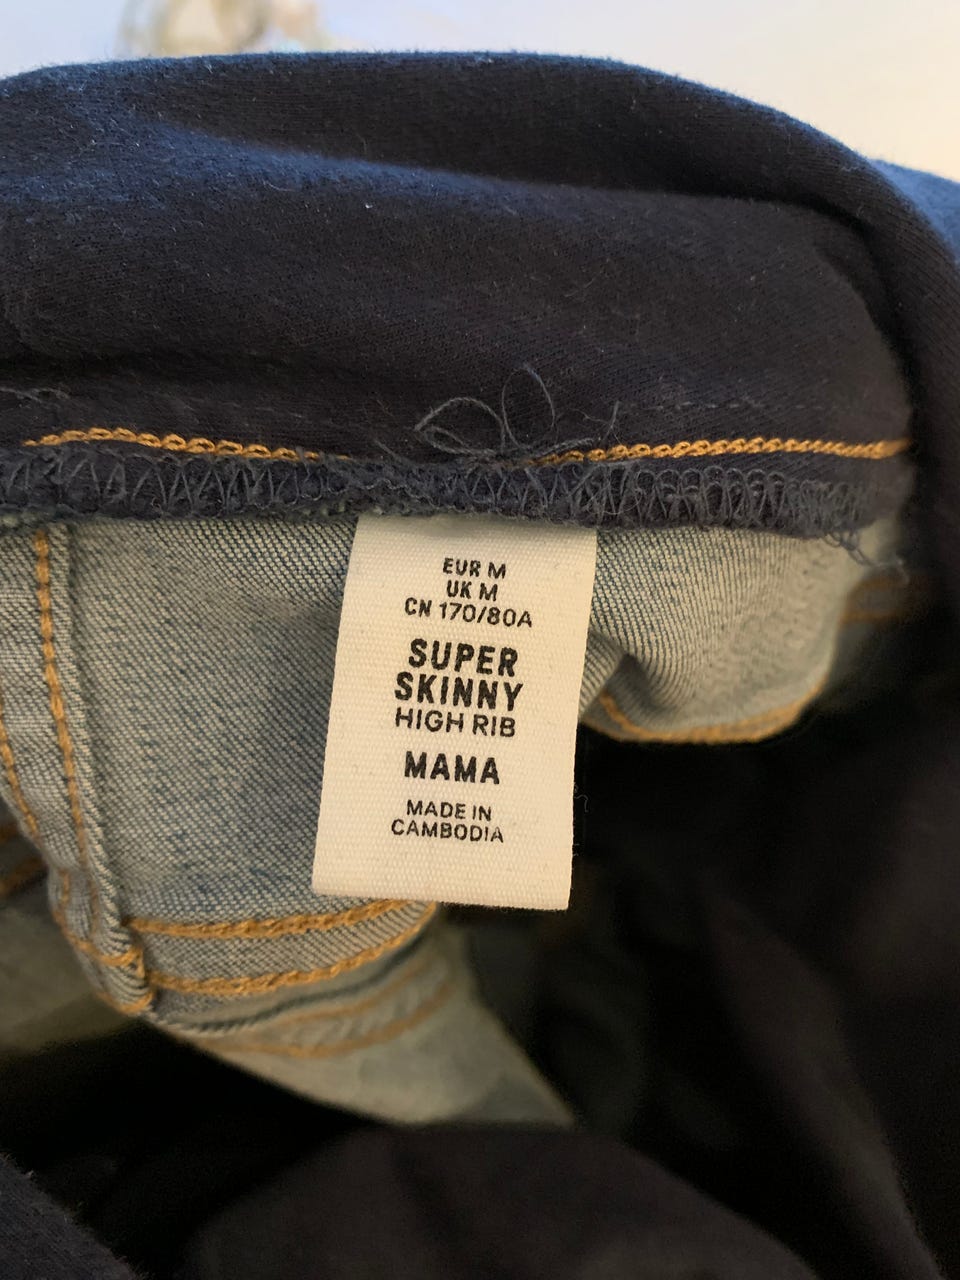 EUR M
UK M
CN 170/80A
SUPER
SKINNY
HIGH RIB
MAMA
MADE IN
CAMBODIA